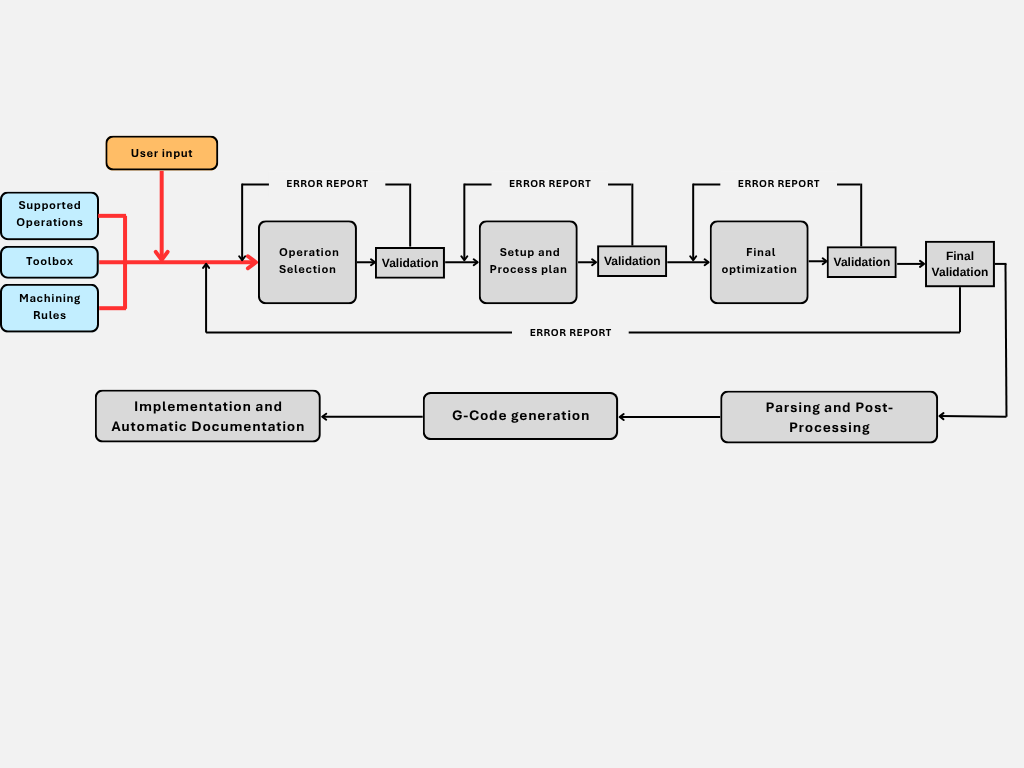 User input
Supported
Operations
Toolbox
Machining
Rules
ERROR REPORT
Operation
Selection
Validation
ERROR REPORT
Setup and
Process plan
Validation
ERROR REPORT
Final
optimization
Validation
Final
Validation
ERROR REPORT
Parsing and Post-
Processing
G-Code generation
Implementation and
Automatic Documentation